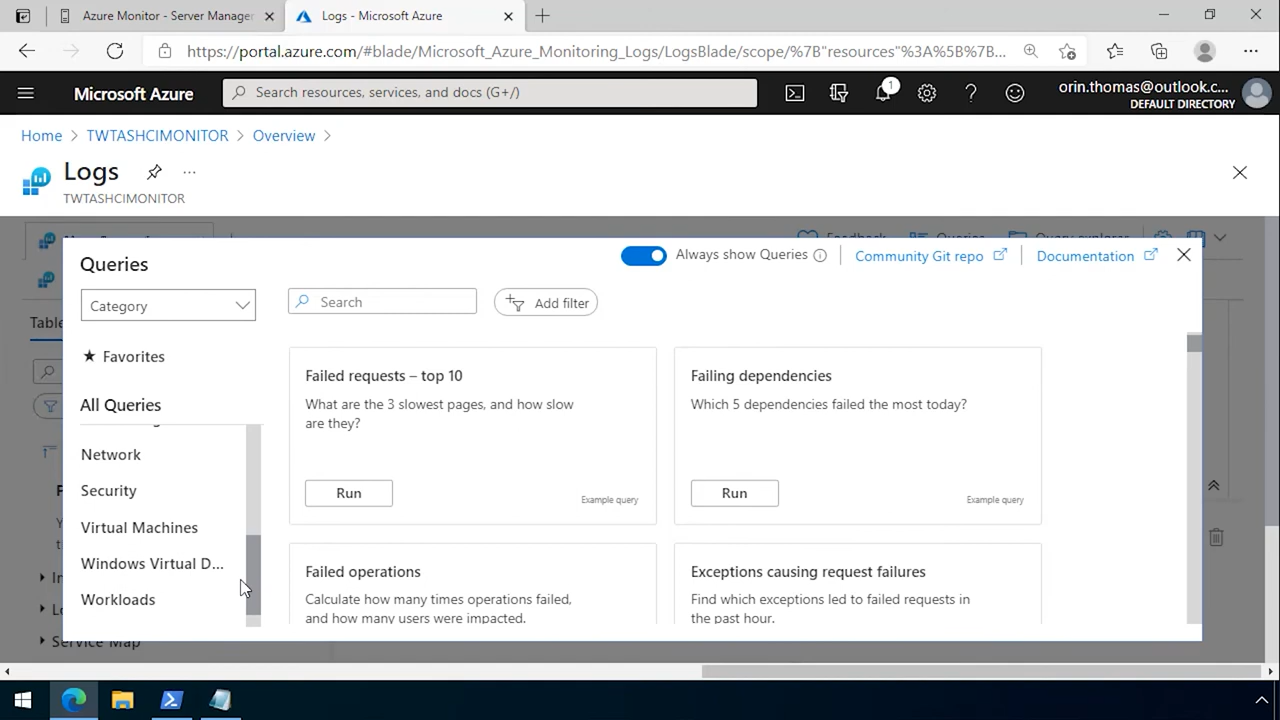 Azure Monitor - Server Manager
Logs - Microsoft Azure
https://portal.azure.com/#blade/Microsoft_Azure_Monitoring_Logs/LogsBlade/scope/%7B"resources"%3A%5B%7B...
Microsoft Azure
Search resources, services, and docs (G+/)
1
orin.thomas@outlook.c...
DEFAULT DIRECTORY
Home > TWTASHCIMONITOR > Overview >
Logs
TWTASHCIMONITOR
Feedback
Queries
Query explorer
Queries
Always show Queries
Community Git repo
Documentation
Category
Search
Add filter
Favorites
All Queries
Network
Security
Virtual Machines
Windows Virtual D...
Workloads
Failed requests – top 10
What are the 3 slowest pages, and how slow
are they?
Run
Example query
Failing dependencies
Which 5 dependencies failed the most today?
Run
Example query
Failed operations
Calculate how many times operations failed,
and how many users were impacted.
Exceptions causing request failures
Find which exceptions led to failed requests in
the past hour.
Service Map